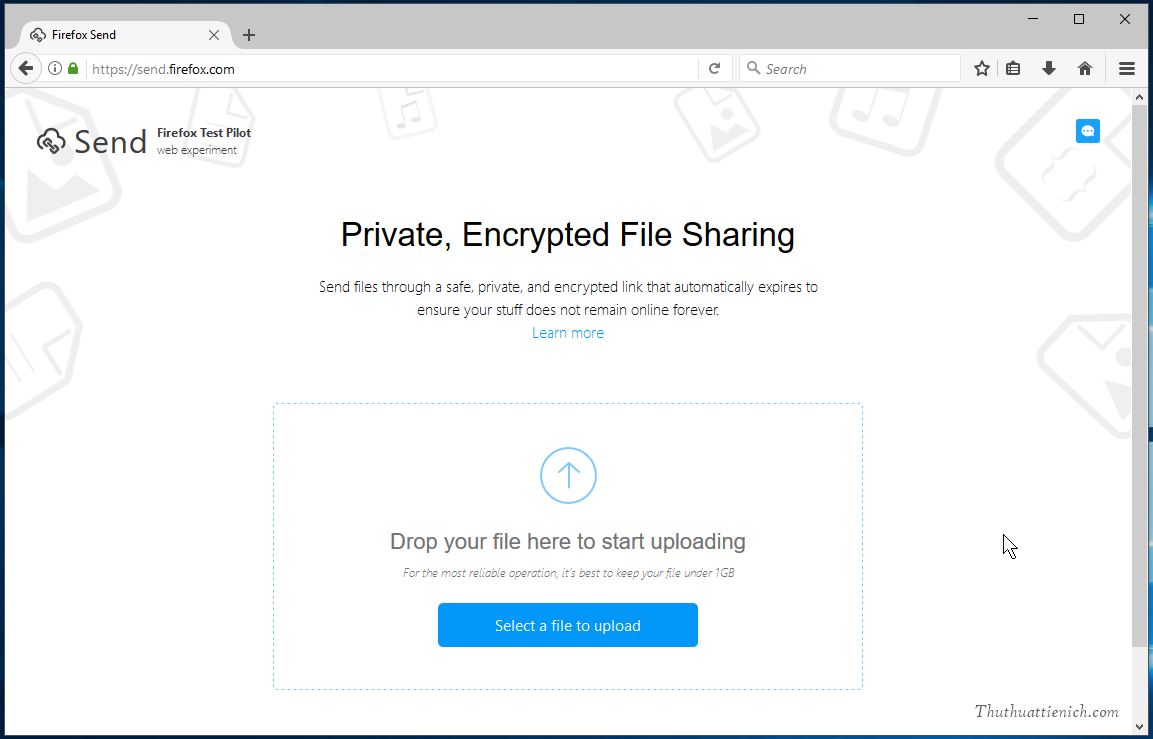 Firefox Send
https://send.firefox.com
Search
Send
Firefox Test Pilot
web experiment
Private, Encrypted File Sharing
Send files through a safe, private, and encrypted link that automatically expires to
ensure your stuff does not remain online forever.
Learn more
Drop your file here to start uploading
For the most reliable operation, it's best to keep your file under 1GB
Select a file to upload
Thuthuattienich.com